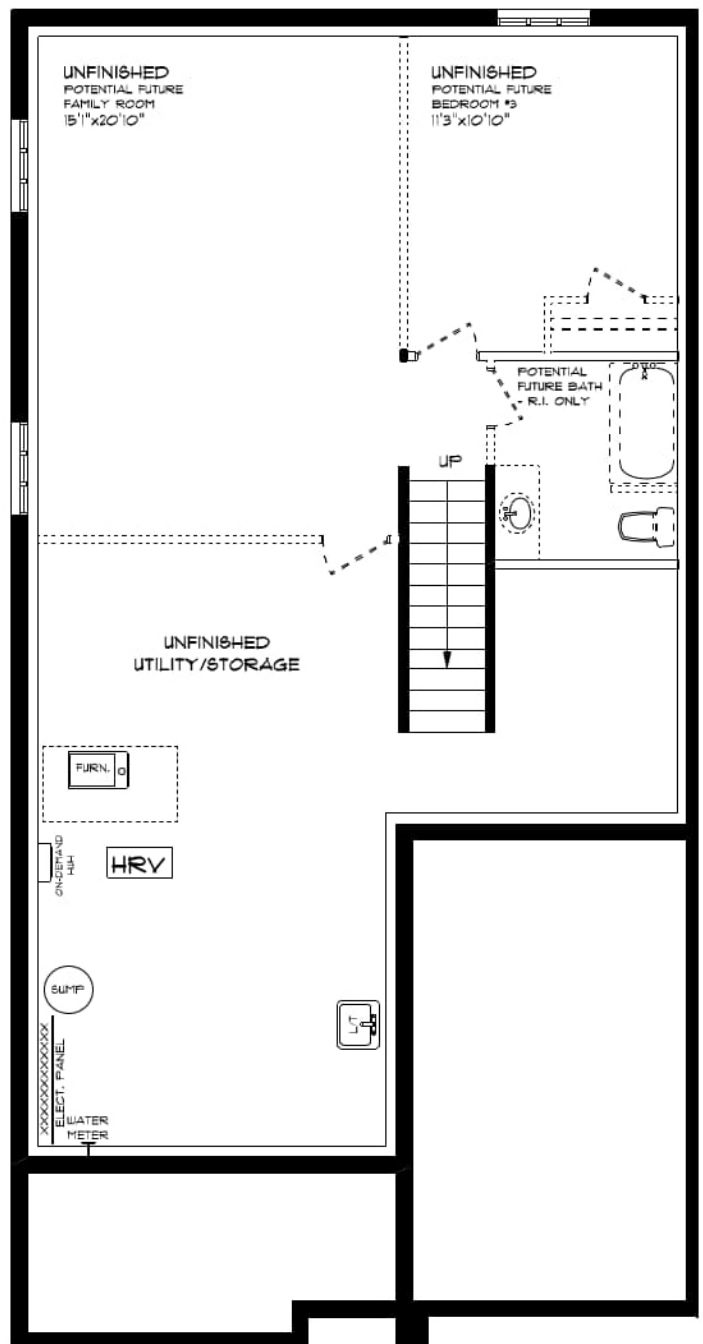 UNFINISHED
POTENTIAL FUTURE
FAMILY ROOM
15'1"x20'10"
UNFINISHED
POTENTIAL FUTURE
BEDROOM #3
11'3"x10'10"
POTENTIAL
FUTURE BATH
- R.I. ONLY
UP
UNFINISHED
UTILITY/STORAGE
FURN.
ON-DEMAND
HRV
SUMP
L/T
XXXXXXXXXXXXXX
ELECT. PANEL
WATER
METER